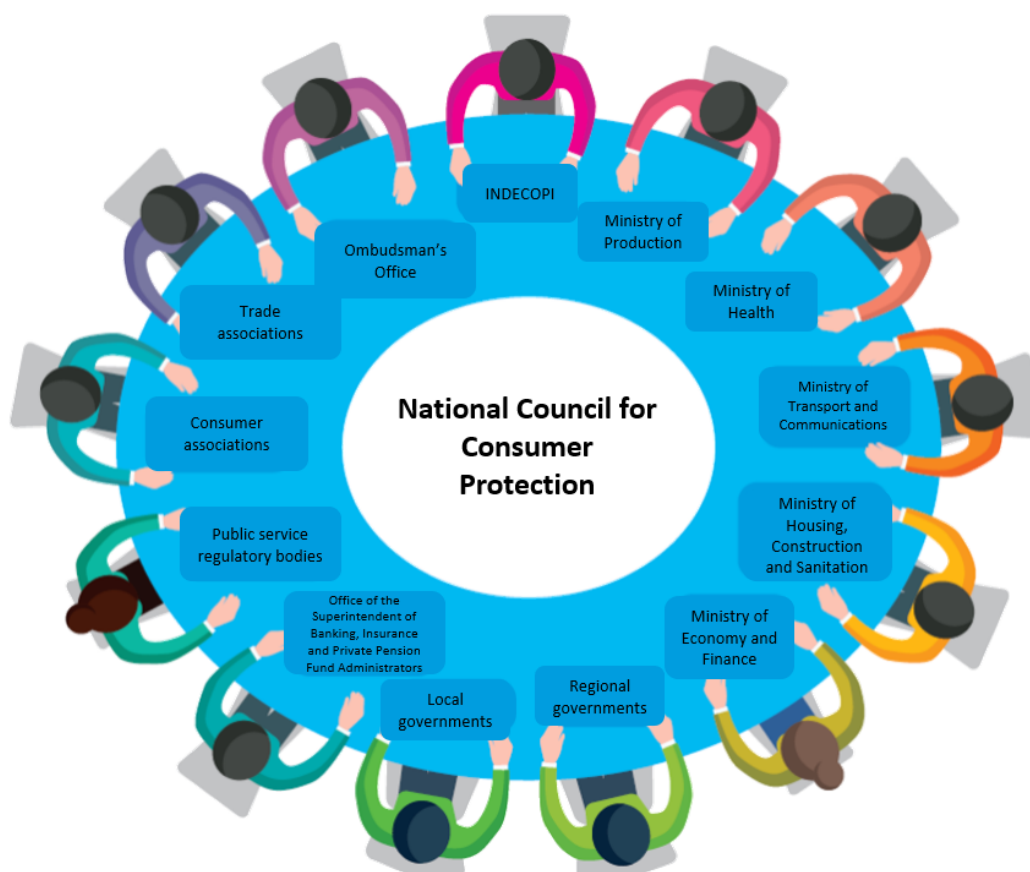 INDECOPI
Ministry of
Production
Ministry of
Health
Ministry of
Transport and
Communications
Ministry of
Housing,
Construction
and Sanitation
Ministry of
Economy and
Finance
Regional
governments
Local
governments
Office of the
Superintendent of
Banking, Insurance
and Private Pension
Fund Administrators
Public service
regulatory bodies
Consumer
associations
Trade
associations
Ombudsman's
Office
National Council for
Consumer
Protection